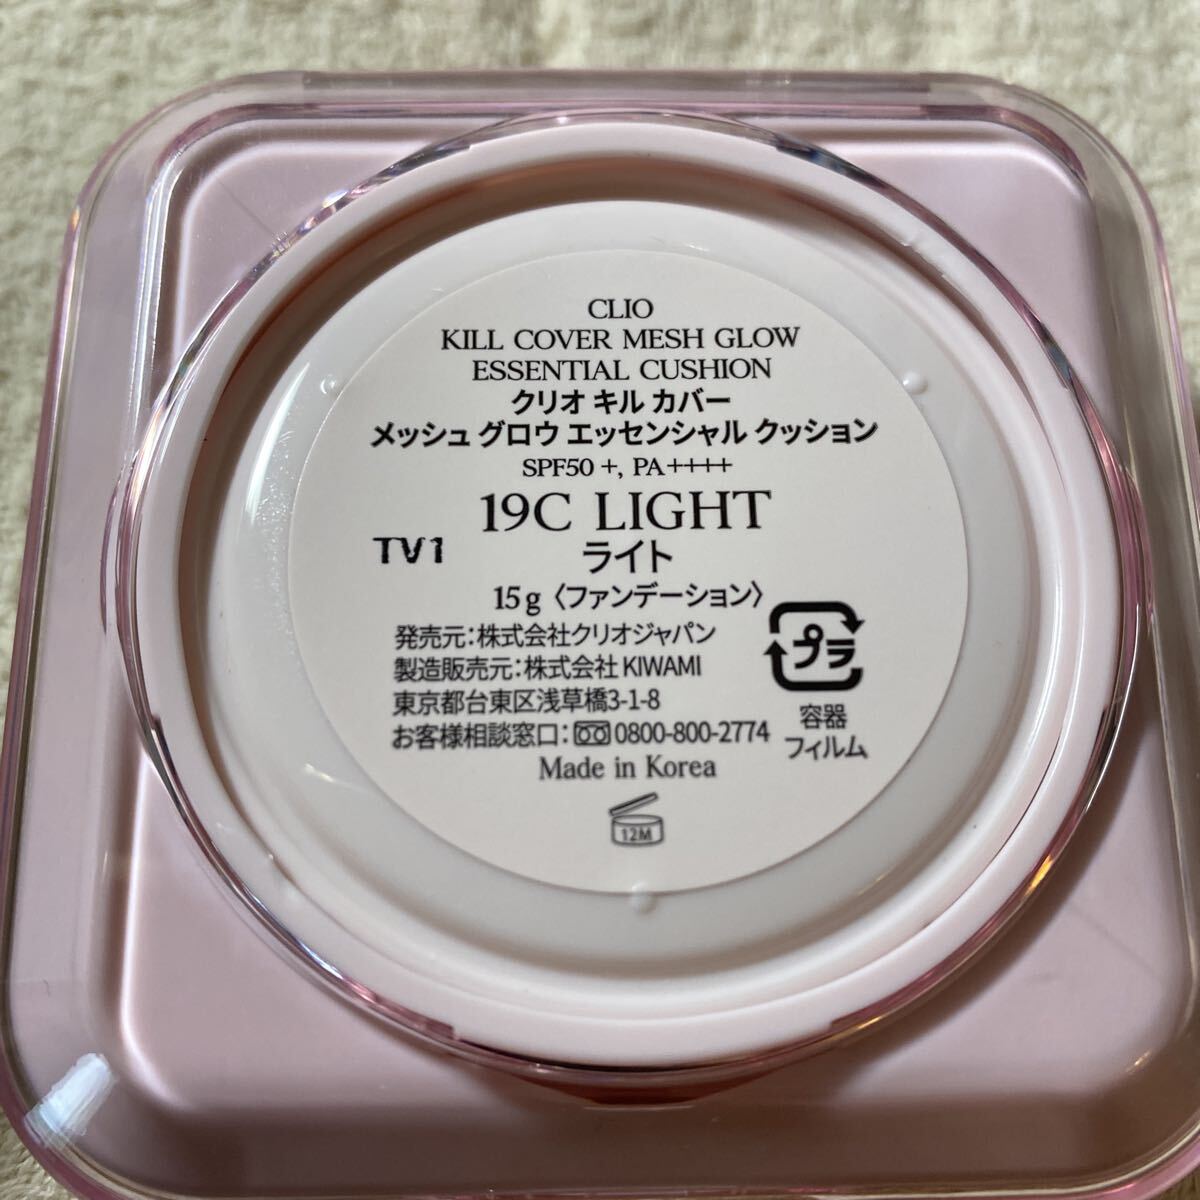 CLIO
KILL COVER MESH GLOW
ESSENTIAL CUSHION
クリオ キル カバー
メッシュ グロウ エッセンシャル クッション
SPF50 +, PA++++
19C LIGHT
TV1
ライト
15g〈ファンデーション〉
発売元：株式会社クリオジャパン
製造販売元：株式会社 KIWAMI
東京都台東区浅草橋3-1-8
お客様相談窓口：0800-800-2774
Made in Korea
プラ
容器
フィルム
12M